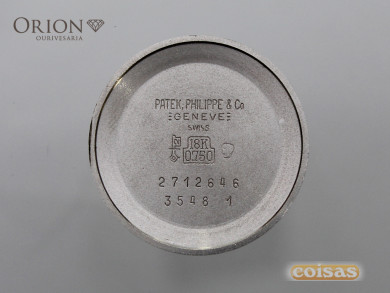 ORION
OURIVESARIA
PATEK, PHILIPPE & Co
GENEVE
SWISS
18K
0.750
2712646
3548 1
coisas